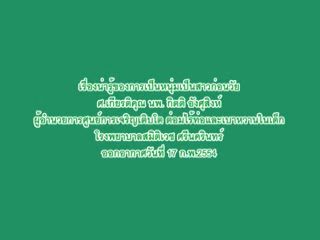 เรื่องน่ารู้ของการเป็นหนุ่มเป็นสาวก่อนวัย
ศ.เกียรติคุณ นพ. กิตติ อังศุสิงห์
ผู้อำนวยการศูนย์การเจริญเติบโต ต่อมไร้ท่อและเบาหวานในเด็ก
โรงพยาบาลสมิติเวช ศรีนครินทร์
ออกอากาศวันที่ 17 ก.พ.2554